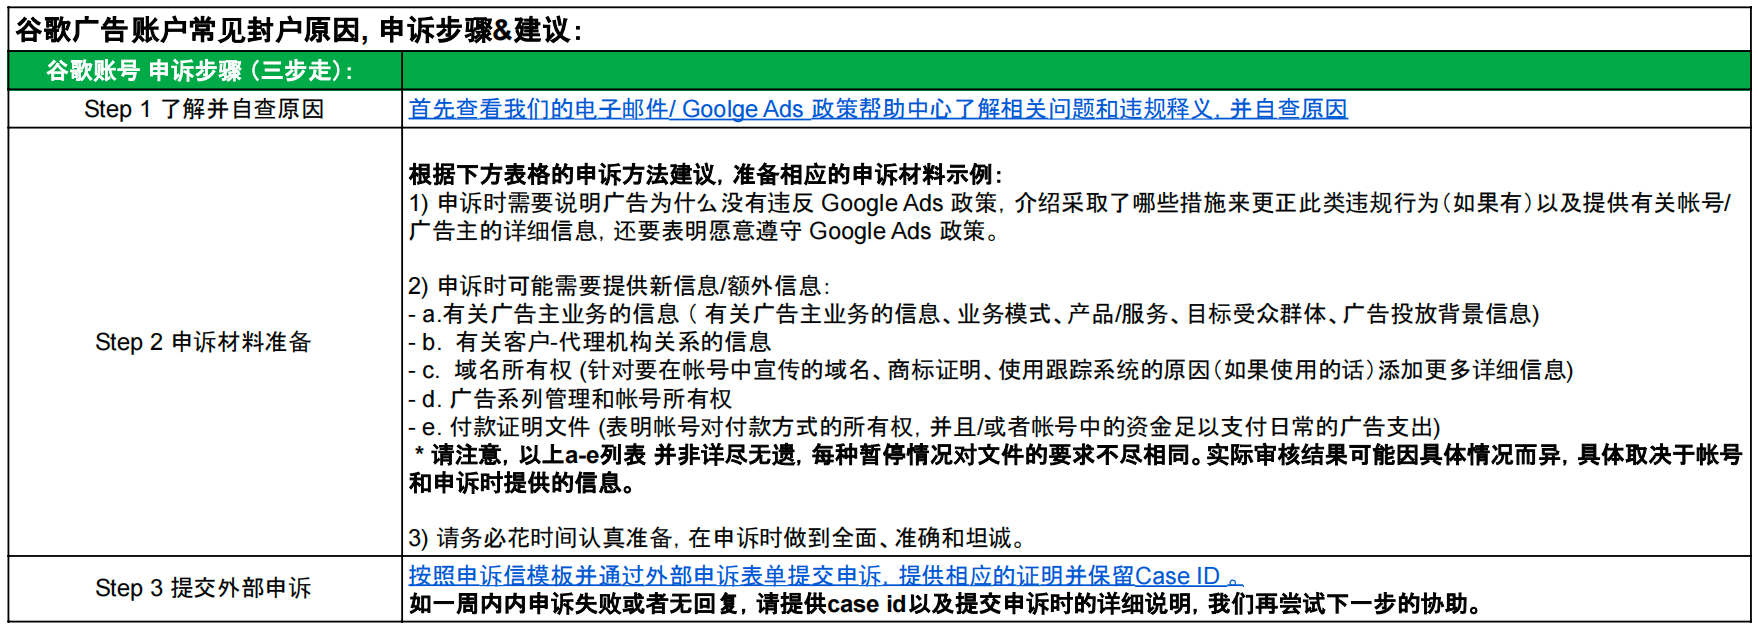 谷歌广告账户常见封户原因, 申诉步骤&建议:
谷歌账号 申诉步骤（三步走）:
Step 1 了解并自查原因
首先查看我们的电子邮件/ Goolge Ads 政策帮助中心了解相关问题和违规释义, 并自查原因
Step 2 申诉材料准备
根据下方表格的申诉方法建议, 准备相应的申诉材料示例:
1) 申诉时需要说明广告为什么没有违反 Google Ads 政策, 介绍采取了哪些措施来更正此类违规行为（如果有）以及提供有关帐号/
广告主的详细信息, 还要表明愿意遵守 Google Ads 政策。
2) 申诉时可能需要提供新信息/额外信息:
- a.有关广告主业务的信息（ 有关广告主业务的信息、业务模式、产品/服务、目标受众群体、广告投放背景信息)
- b. 有关客户-代理机构关系的信息
- c. 域名所有权 (针对要在帐号中宣传的域名、商标证明、使用跟踪系统的原因（如果使用的话）添加更多详细信息)
- d. 广告系列管理和帐号所有权
- e. 付款证明文件 (表明帐号对付款方式的所有权, 并且/或者帐号中的资金足以支付日常的广告支出)
* 请注意, 以上a-e列表 并非详尽无遗, 每种暂停情况对文件的要求不尽相同。实际审核结果可能因具体情况而异, 具体取决于帐号
和申诉时提供的信息。
3) 请务必花时间认真准备, 在申诉时做到全面、准确和坦诚。
Step 3 提交外部申诉
按照申诉信模板并通过外部申诉表单提交申诉, 提供相应的证明并保留Case ID 。
如一周内内申诉失败或者无回复, 请提供case id以及提交申诉时的详细说明, 我们再尝试下一步的协助。